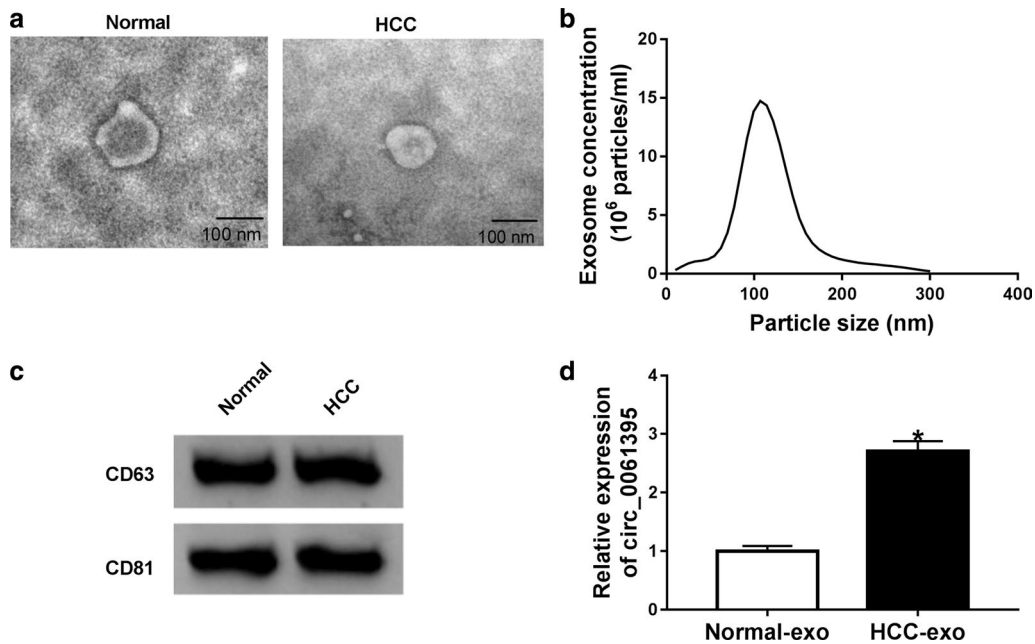 a
Normal
HCC
100 nm
100 nm
b
Exosome concentration
(10⁶ particles/ml)
20
15
10
5
0
0
100
200
300
400
Particle size (nm)
c
Normal
HCC
CD63
CD81
d
Relative expression
of circ_0061395
4
3
2
1
0
*
Normal-exo
HCC-exo